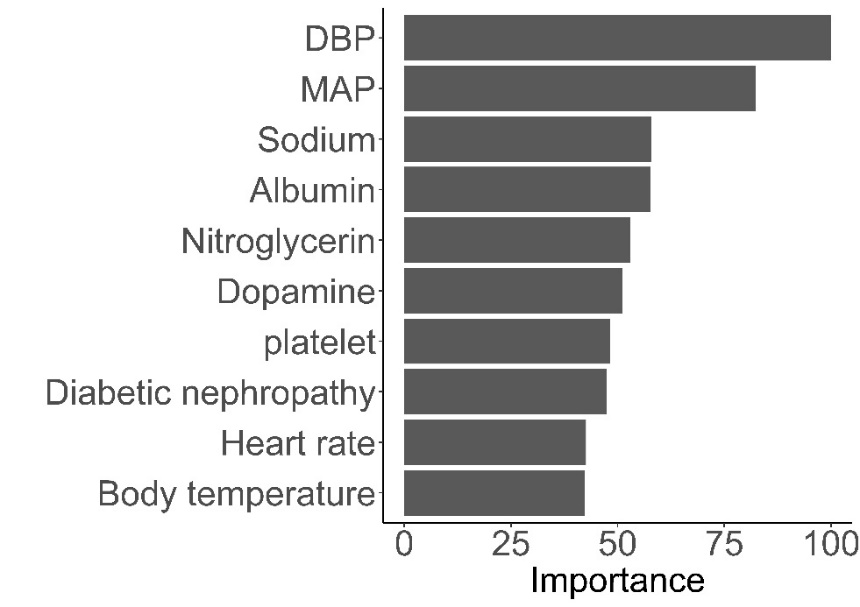 DBP
MAP
Sodium
Albumin
Nitroglycerin
Dopamine
platelet
Diabetic nephropathy
Heart rate
Body temperature
0 25 50 75 100
Importance